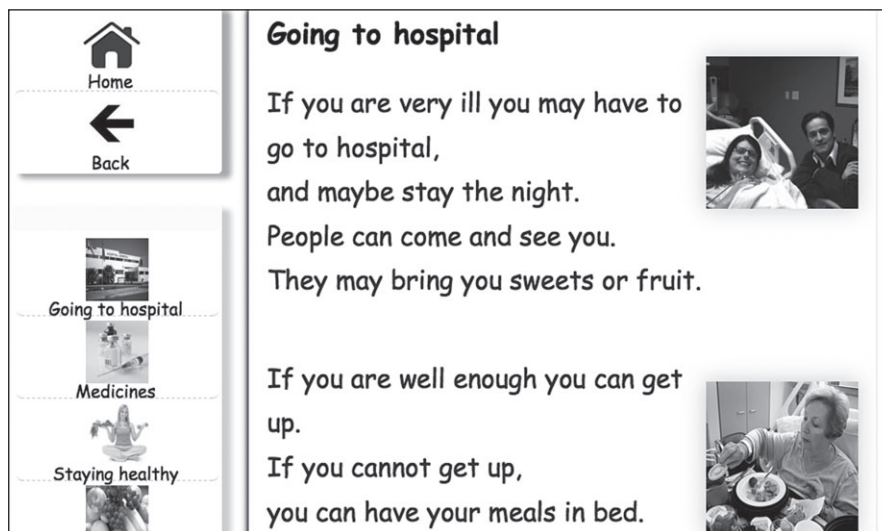 Home
Back
Going to hospital
Medicines
Staying healthy
Going to hospital
If you are very ill you may have to
go to hospital,
and maybe stay the night.
People can come and see you.
They may bring you sweets or fruit.
If you are well enough you can get
up.
If you cannot get up,
you can have your meals in bed.